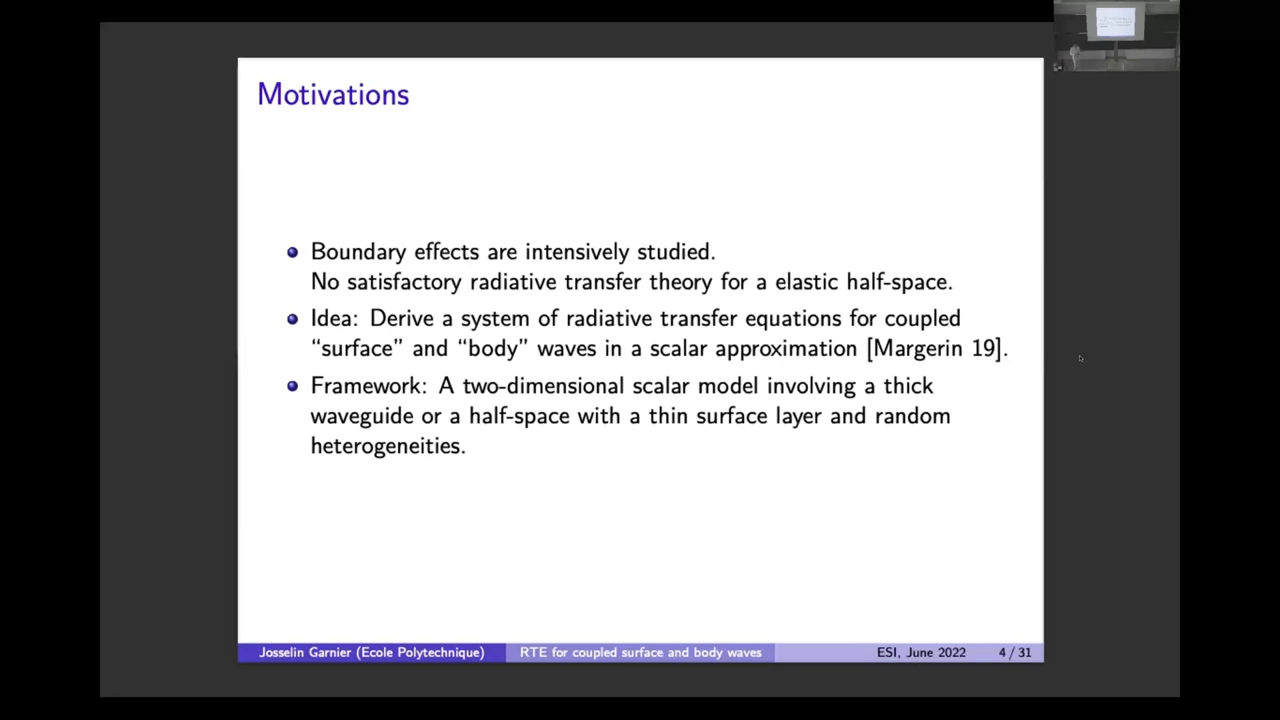 Motivations
Boundary effects are intensively studied.
No satisfactory radiative transfer theory for a elastic half-space.
Idea: Derive a system of radiative transfer equations for coupled
“surface” and “body” waves in a scalar approximation [Margerin 19].
Framework: A two-dimensional scalar model involving a thick
waveguide or a half-space with a thin surface layer and random
heterogeneities.
Josselin Garnier (Ecole Polytechnique) RTE for coupled surface and body waves ESI, June 2022 4 / 31